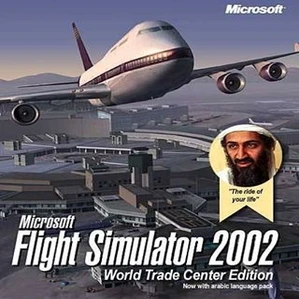 Microsoft
"The ride of
your life"
Microsoft
Flight Simulator 2002
World Trade Center Edition
Now with arabic language pack